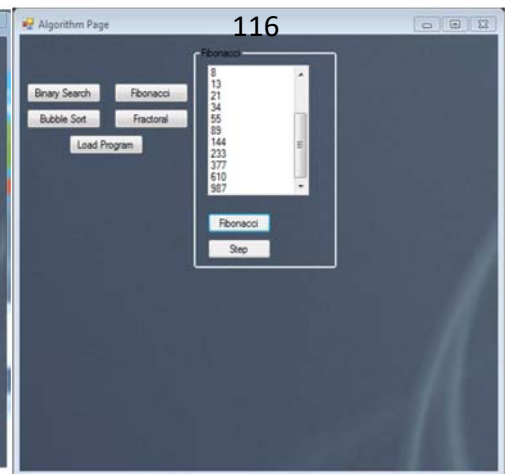 Algorithm Page
116
Fibonacci
Binary Search
Fibonacci
Bubble Sort
Fractoral
Load Program
8
13
21
34
55
89
144
233
377
610
987
Fibonacci
Step